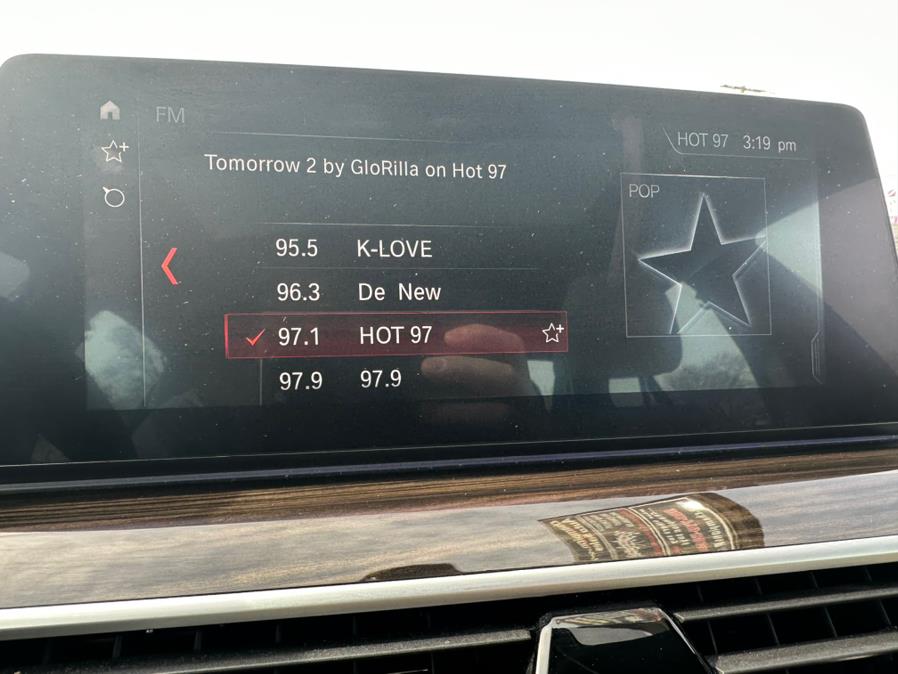 FM
HOT 97 3:19 pm
Tomorrow 2 by GloRilla on Hot 97
POP
95.5 K-LOVE
96.3 De New
97.1 HOT 97
97.9 97.9